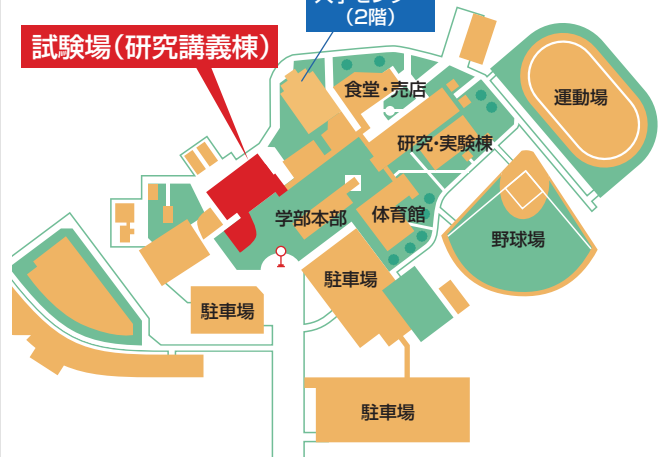 (2階)
試験場(研究講義棟)
食堂・売店
運動場
研究・実験棟
学部本部
体育館
野球場
駐車場
駐車場
駐車場